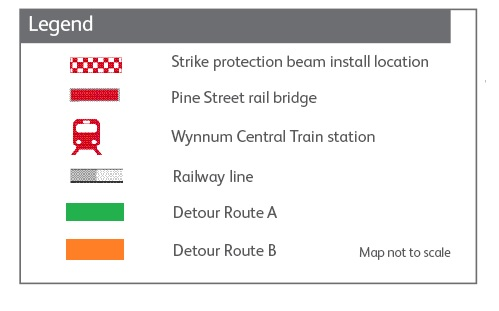 Legend
Strike protection beam install location
Pine Street rail bridge
Wynnum Central Train station
Railway line
Detour Route A
Detour Route B
Map not to scale